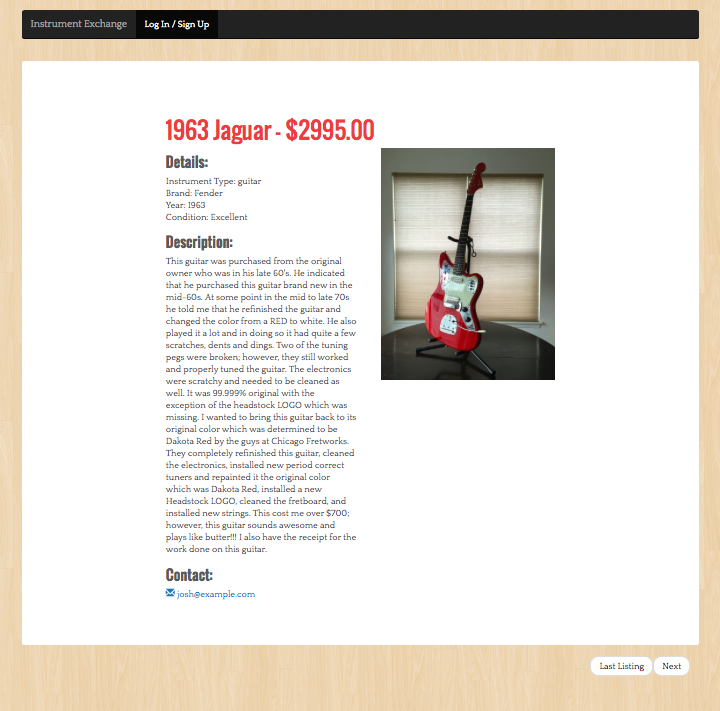 Instrument Exchange Log In / Sign Up
1963 Jaguar - $2995.00
Details:
Instrument Type: guitar
Brand: Fender
Year: 1963
Condition: Excellent
Description:
This guitar was purchased from the original
owner who was in his late 60's. He indicated
that he purchased this guitar brand new in the
mid-60s. At some point in the mid to late 70s
he told me that he refinished the guitar and
changed the color from a RED to white. He also
played it a lot and in doing so it had quite a few
scratches, dents and dings. Two of the tuning
pegs were broken; however, they still worked
and properly tuned the guitar. The electronics
were scratchy and needed to be cleaned as
well. It was 99.999% original with the
exception of the headstock LOGO which was
missing. I wanted to bring this guitar back to its
original color which was determined to be
Dakota Red by the guys at Chicago Fretworks.
They completely refinished this guitar, cleaned
the electronics, installed new period correct
tuners and repainted it the original color
which was Dakota Red, installed a new
Headstock LOGO, cleaned the fretboard, and
installed new strings. This cost me over $700;
however, this guitar sounds awesome and
plays like butter!!! I also have the receipt for the
work done on this guitar.
Contact:
josh@example.com
Last Listing Next